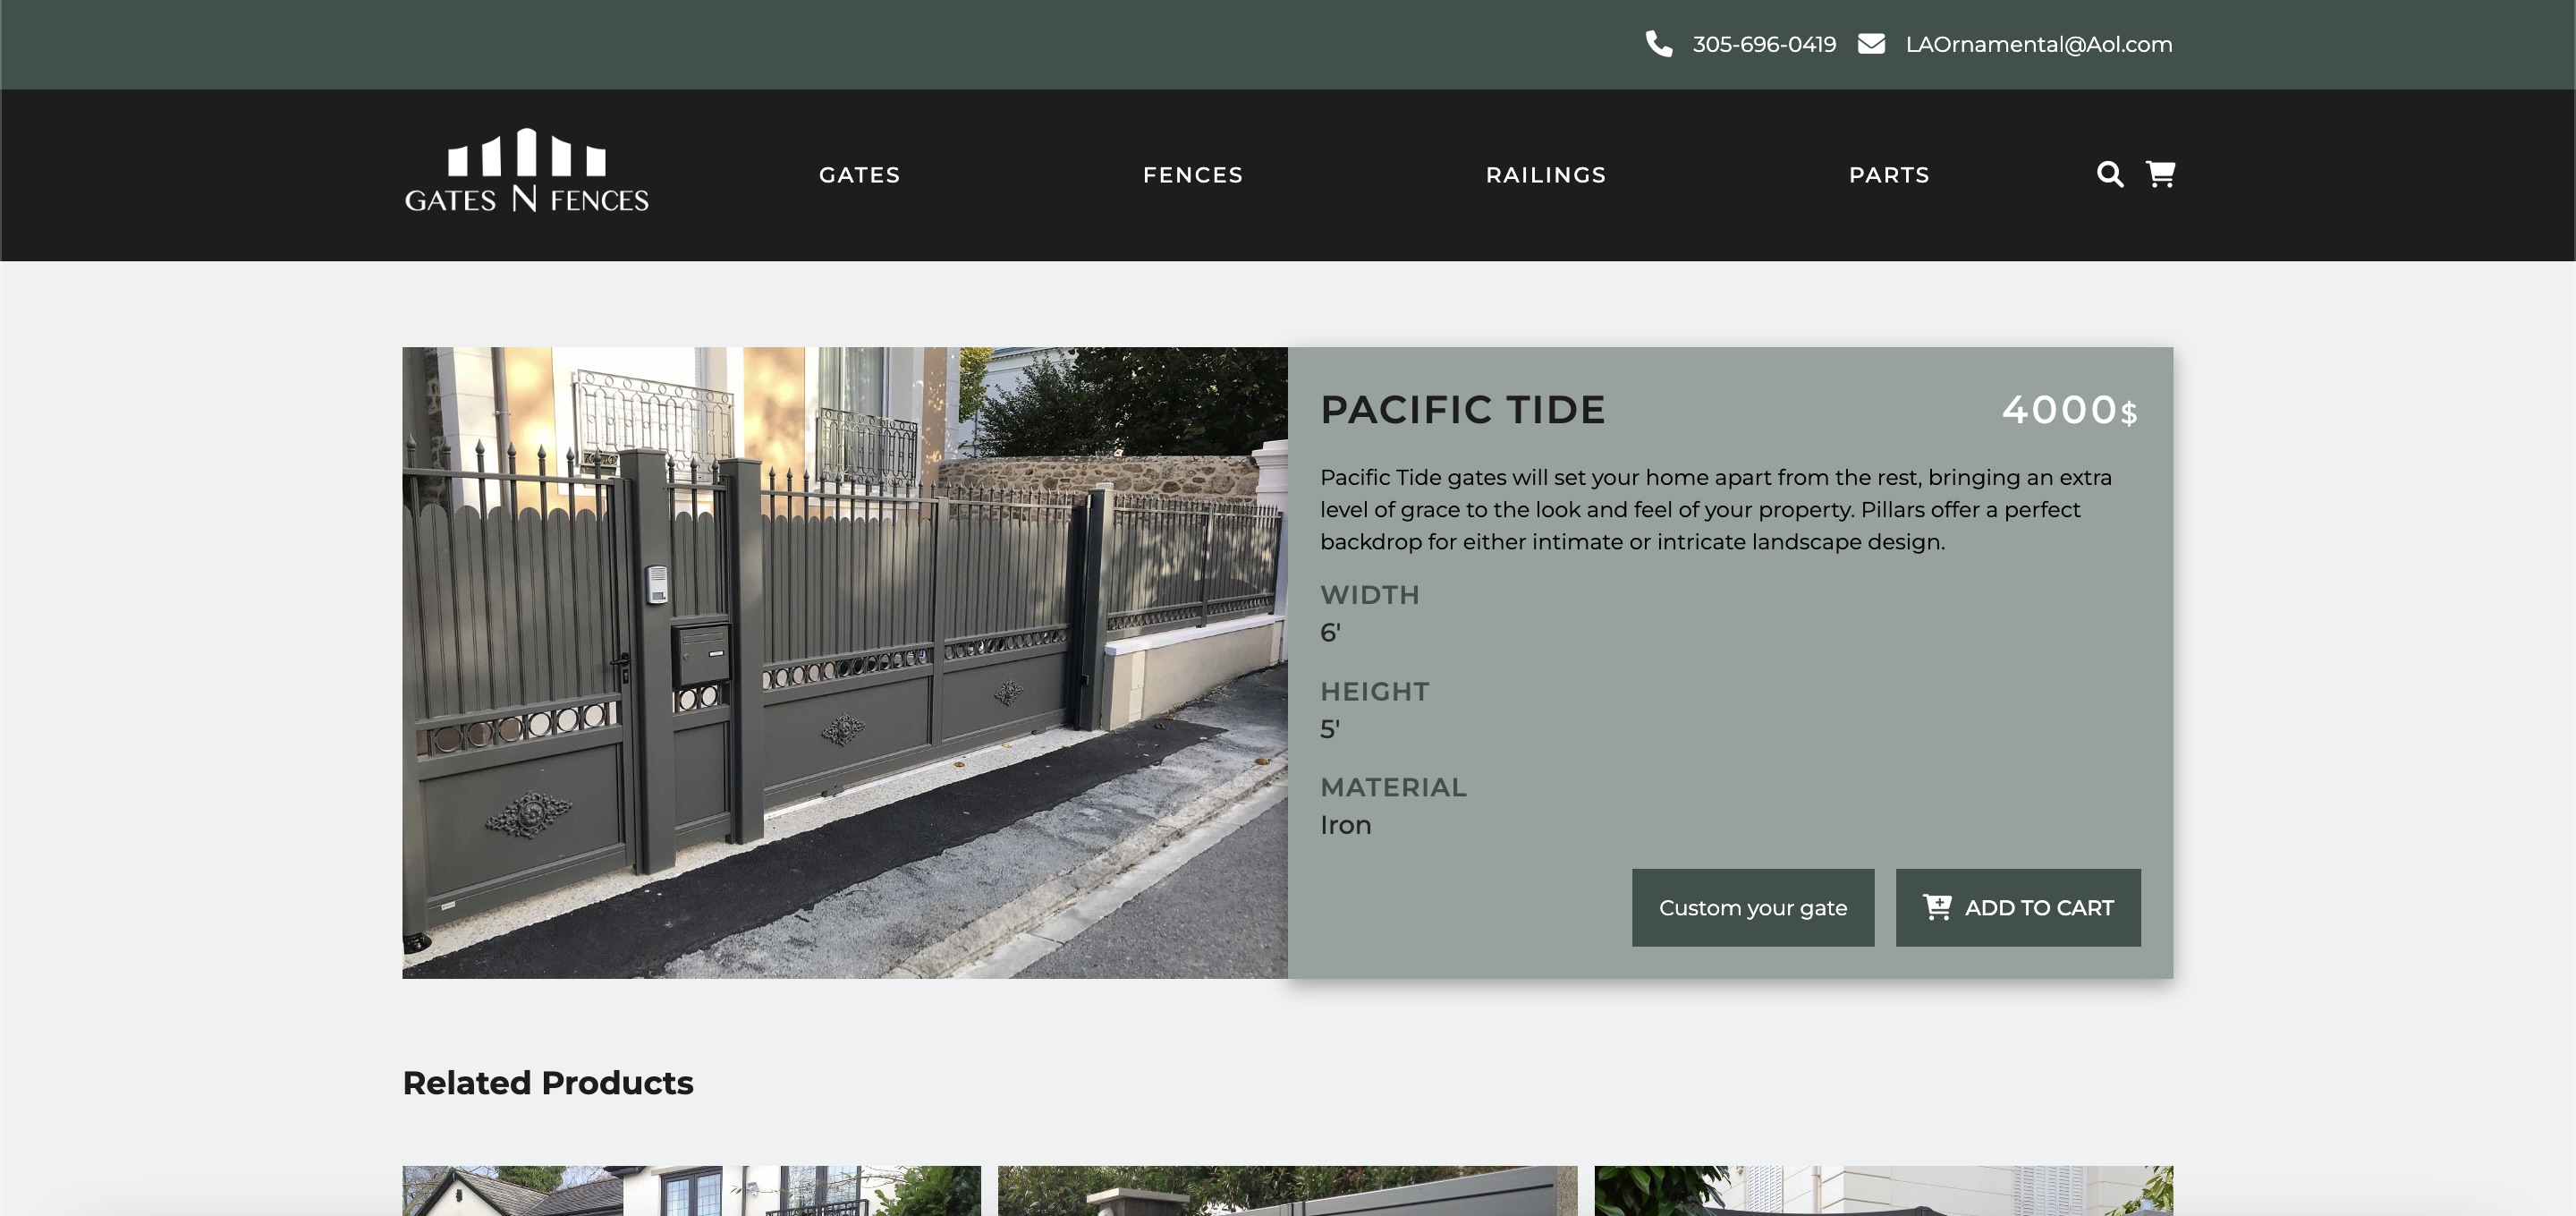 305-696-0419 LAOrnamental@Aol.com
GATES N FENCES
GATES FENCES RAILINGS PARTS
PACIFIC TIDE 4000$
Pacific Tide gates will set your home apart from the rest, bringing an extra
level of grace to the look and feel of your property. Pillars offer a perfect
backdrop for either intimate or intricate landscape design.
WIDTH
6'
HEIGHT
5'
MATERIAL
Iron
Custom your gate ADD TO CART
Related Products